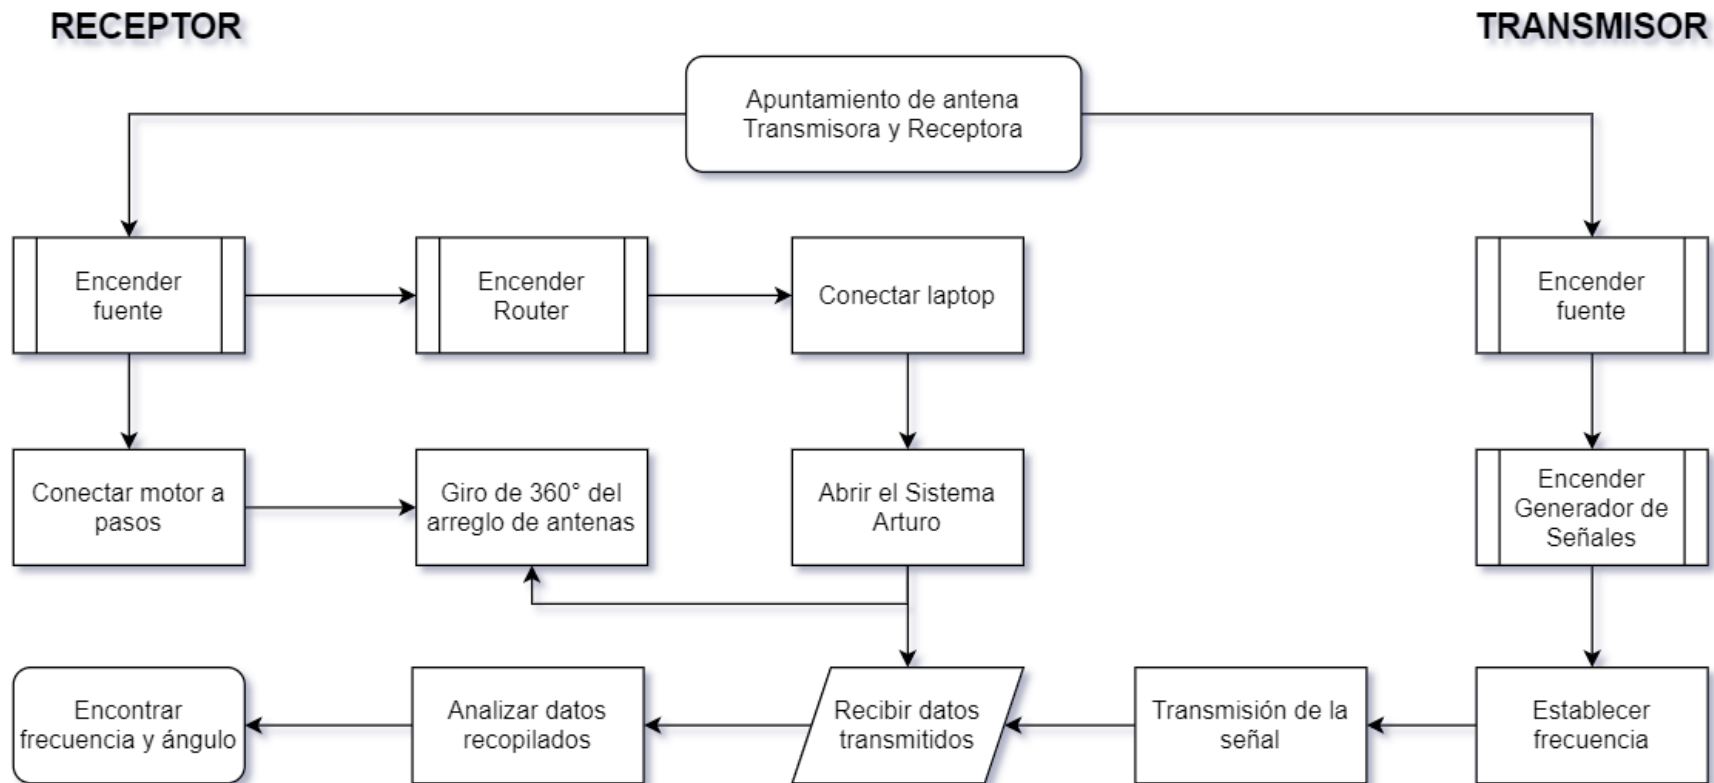 RECEPTOR
TRANSMISOR
Apuntamiento de antena
Transmisora y Receptora
Encender
fuente
Encender
Router
Conectar laptop
Encender
fuente
Conectar motor a
pasos
Giro de 360° del
arreglo de antenas
Abrir el Sistema
Arturo
Encender
Generador de
Señales
Encontrar
frecuencia y ángulo
Analizar datos
recopilados
Recibir datos
transmitidos
Transmisión de la
señal
Establecer
frecuencia